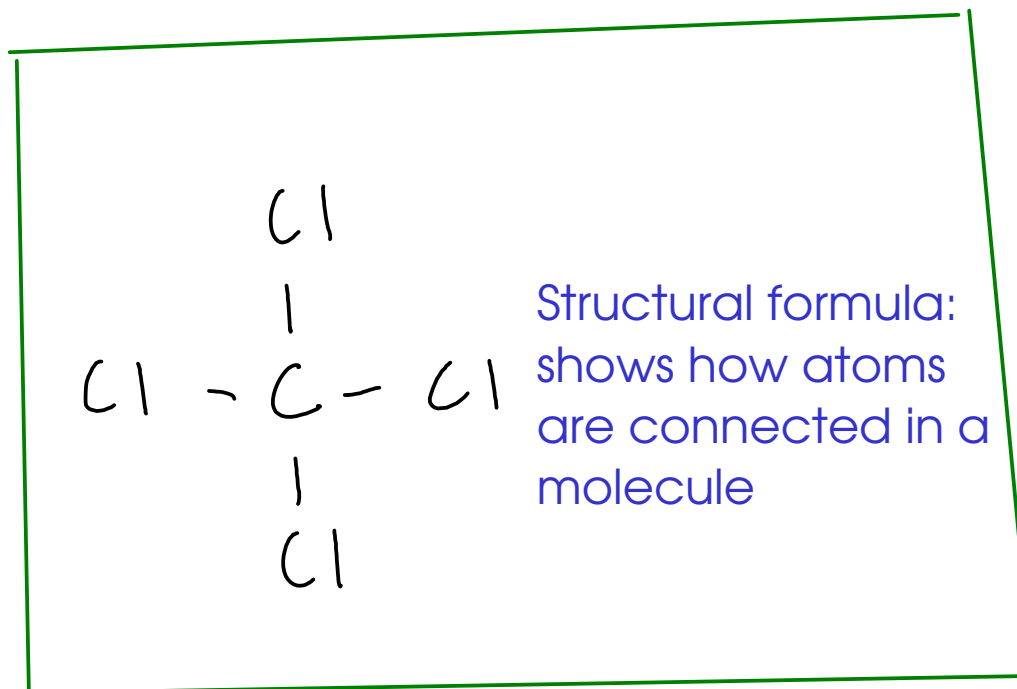 Cl
Structural formula:
shows how atoms
Cl - C - Cl
are connected in a
molecule
Cl